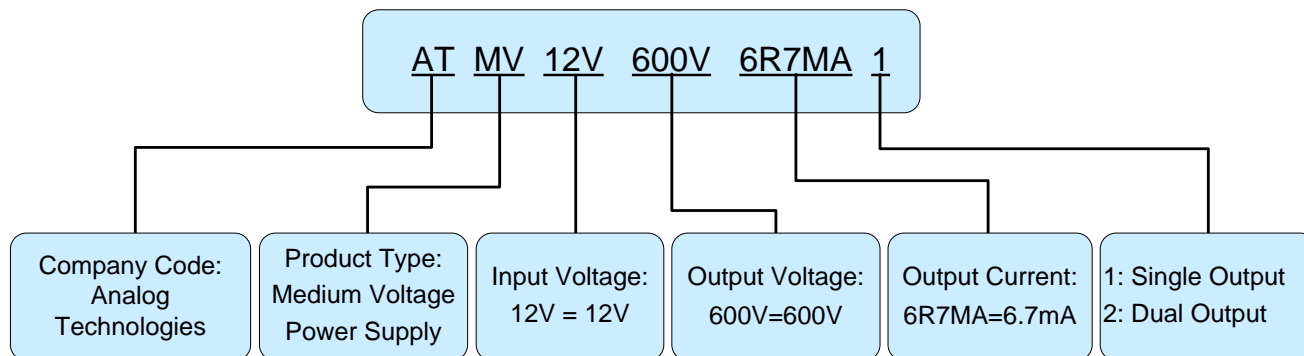 AT MV 12V 600V 6R7MA 1
Company Code:
Analog
Technologies
Product Type:
Medium Voltage
Power Supply
Input Voltage:
12V = 12V
Output Voltage:
600V=600V
Output Current:
6R7MA=6.7mA
1: Single Output
2: Dual Output